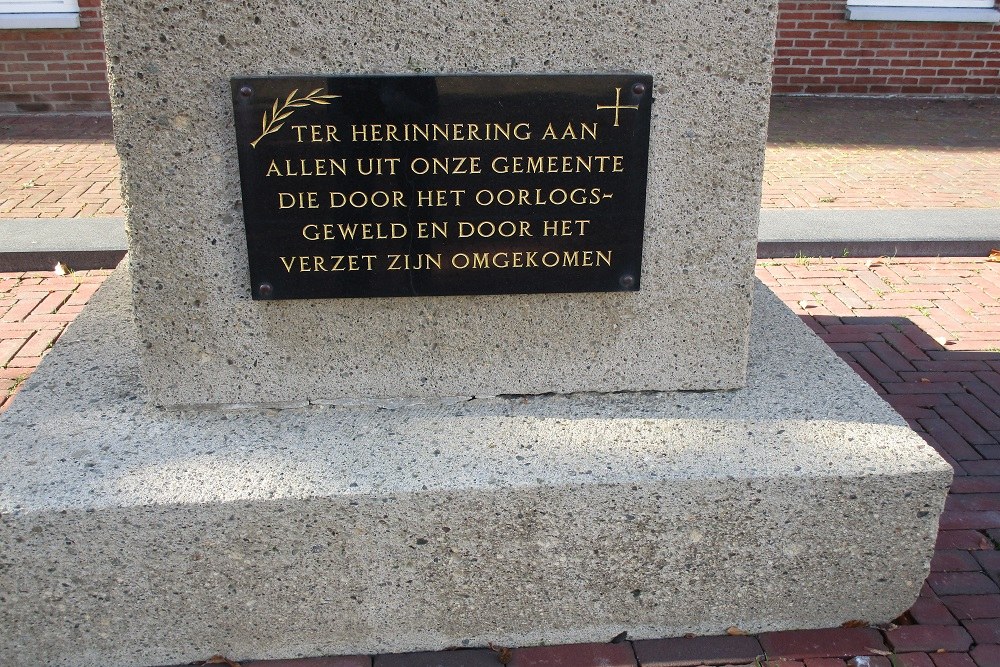 TER HERINNERING AAN
ALLEN UIT ONZE GEMEENTE
DIE DOOR HET OORLOGS-
GEWELD EN DOOR HET
VERZET ZIJN OMGEKOMEN